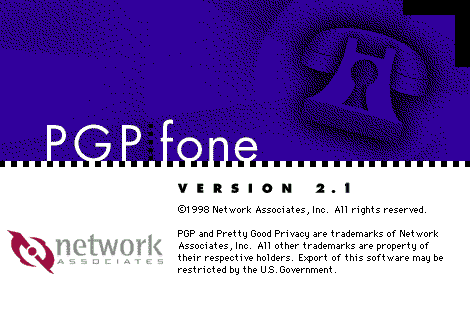 PGP fone
VERSION 2.1
©1998 Network Associates, Inc. All rights reserved.
network
ASSOCIATES
PGP and Pretty Good Privacy are trademarks of Network
Associates, Inc. All other trademarks are property of
their respective holders. Export of this software may be
restricted by the U.S. Government.